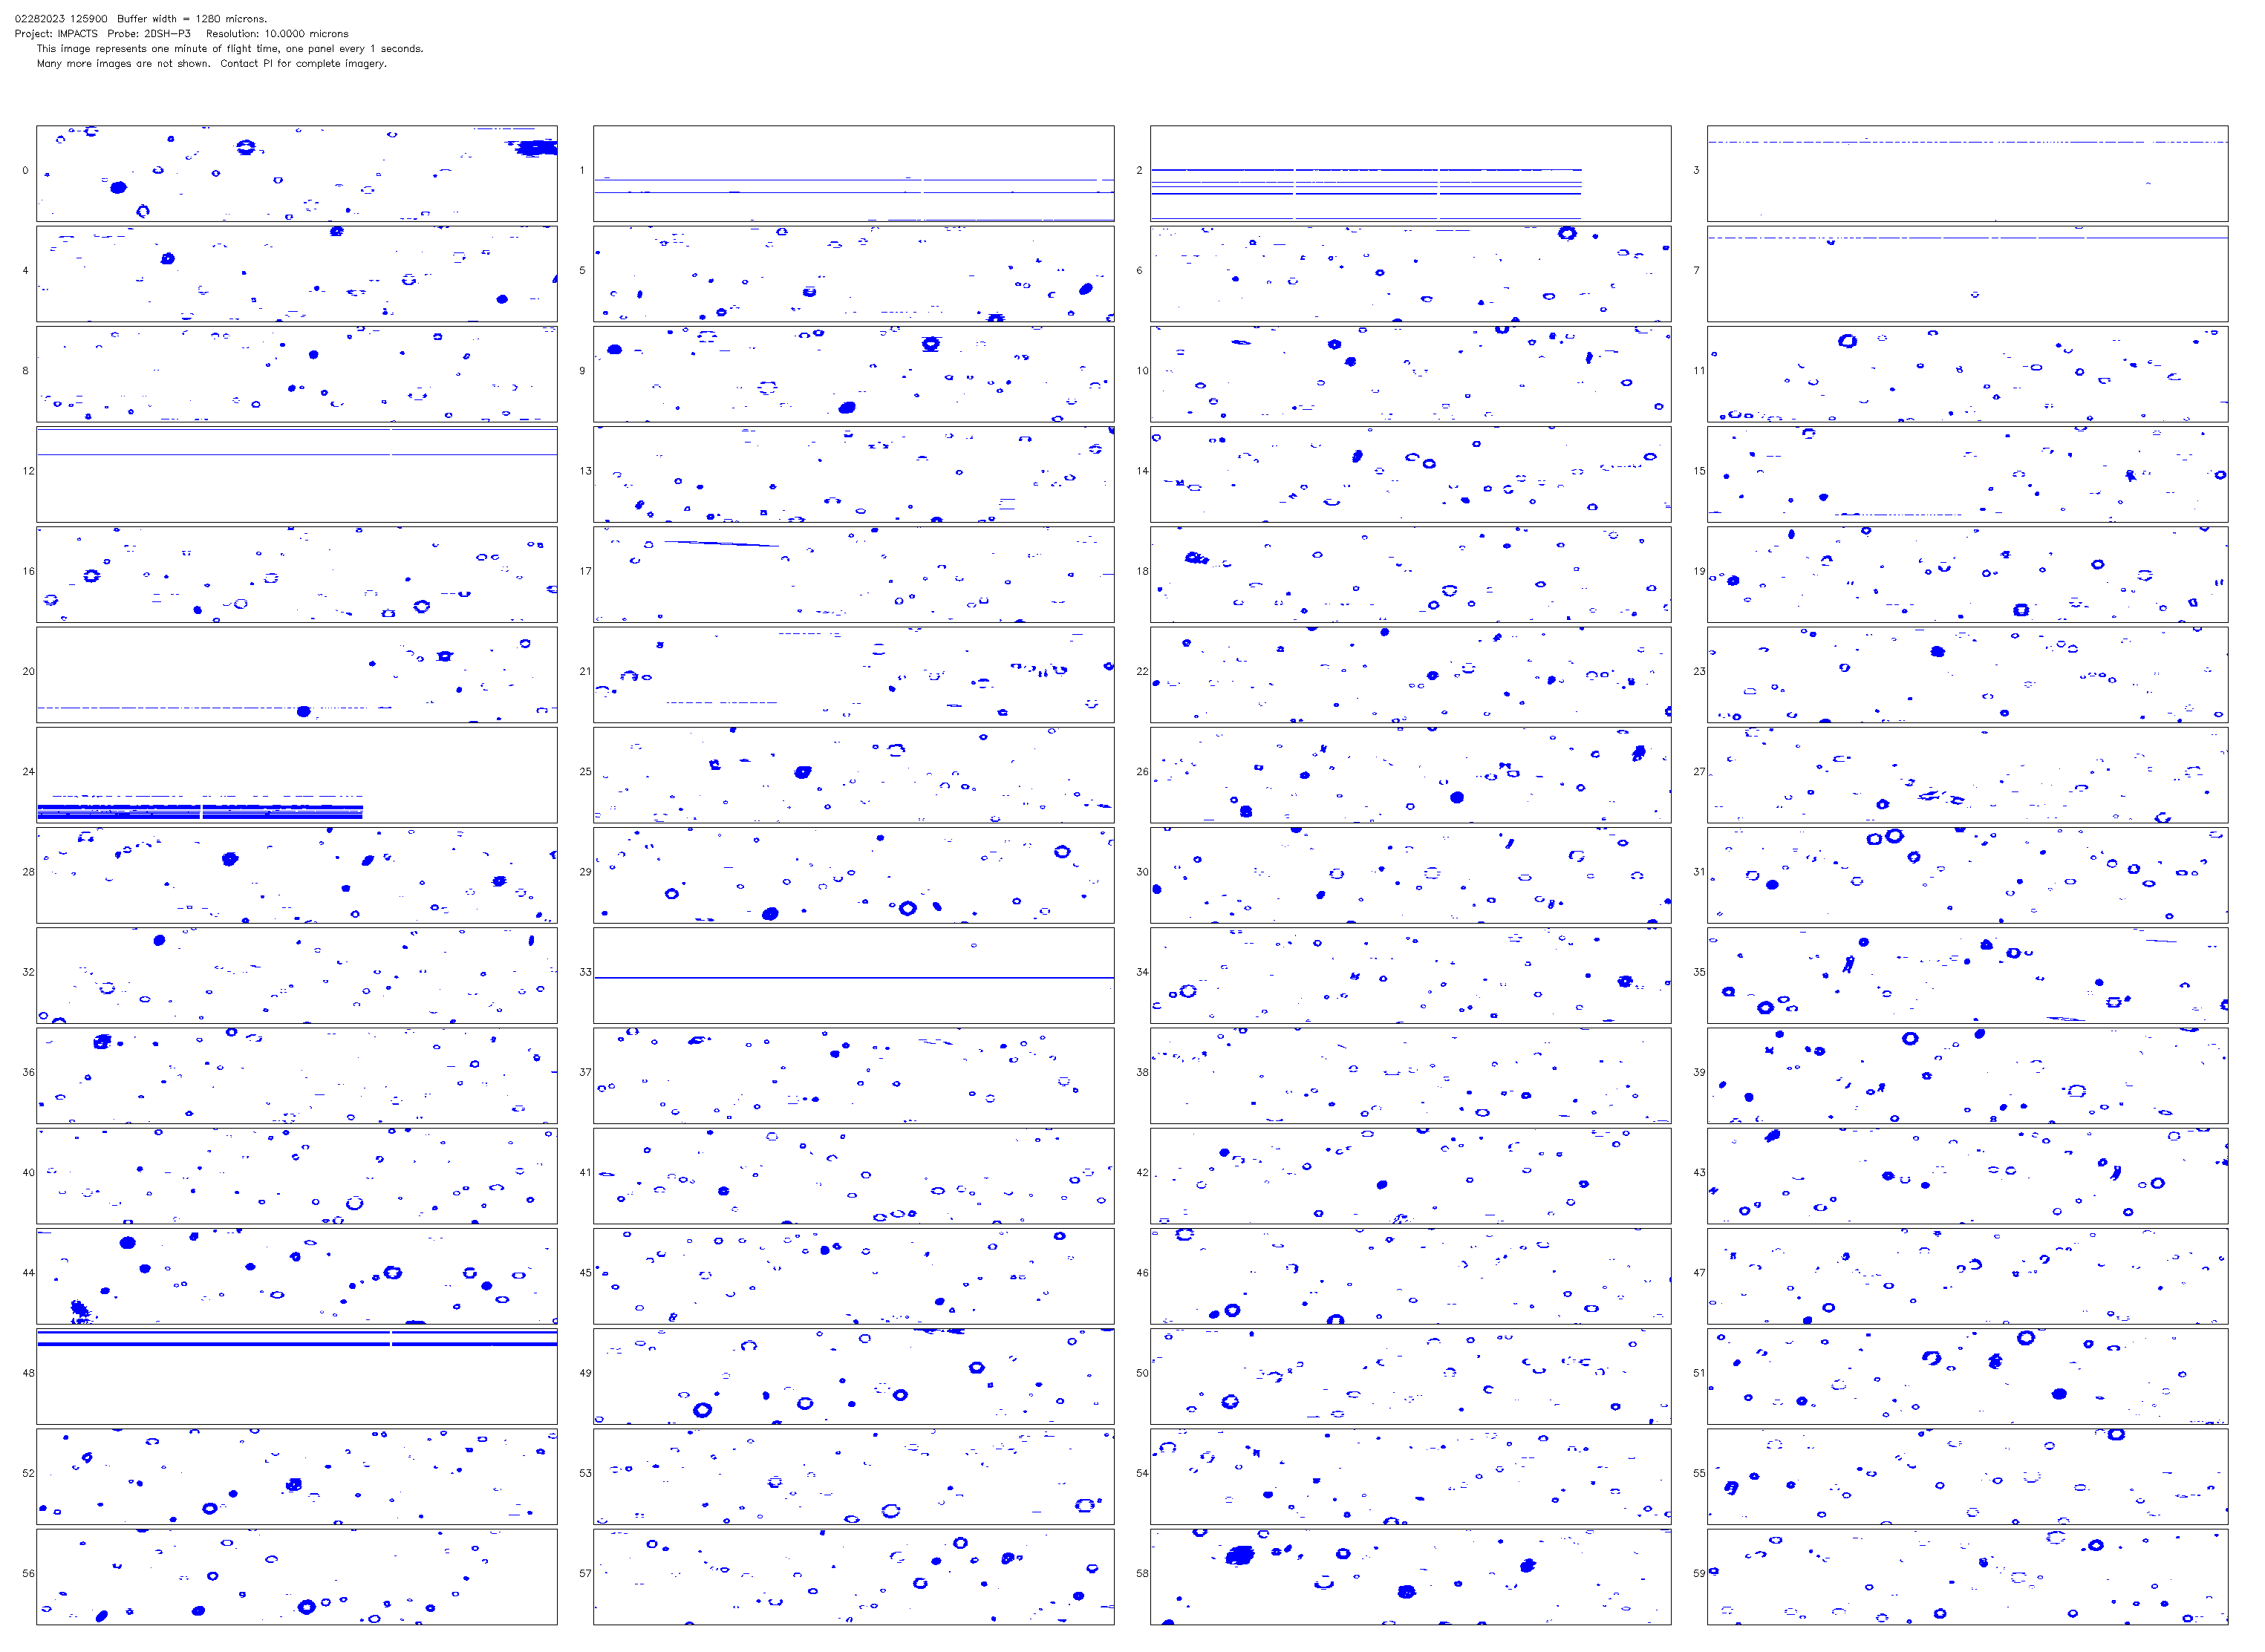 02282023 125900  Buffer width = 1280 microns.
Project: IMPACTS  Probe: 2DSH-P3    Resolution: 10.0000 microns
This image represents one minute of flight time, one panel every 1 seconds.
Many more images are not shown.  Contact PI for complete imagery.
0 1 2 3
4 5 6 7
8 9 10 11
12 13 14 15
16 17 18 19
20 21 22 23
24 25 26 27
28 29 30 31
32 33 34 35
36 37 38 39
40 41 42 43
44 45 46 47
48 49 50 51
52 53 54 55
56 57 58 59